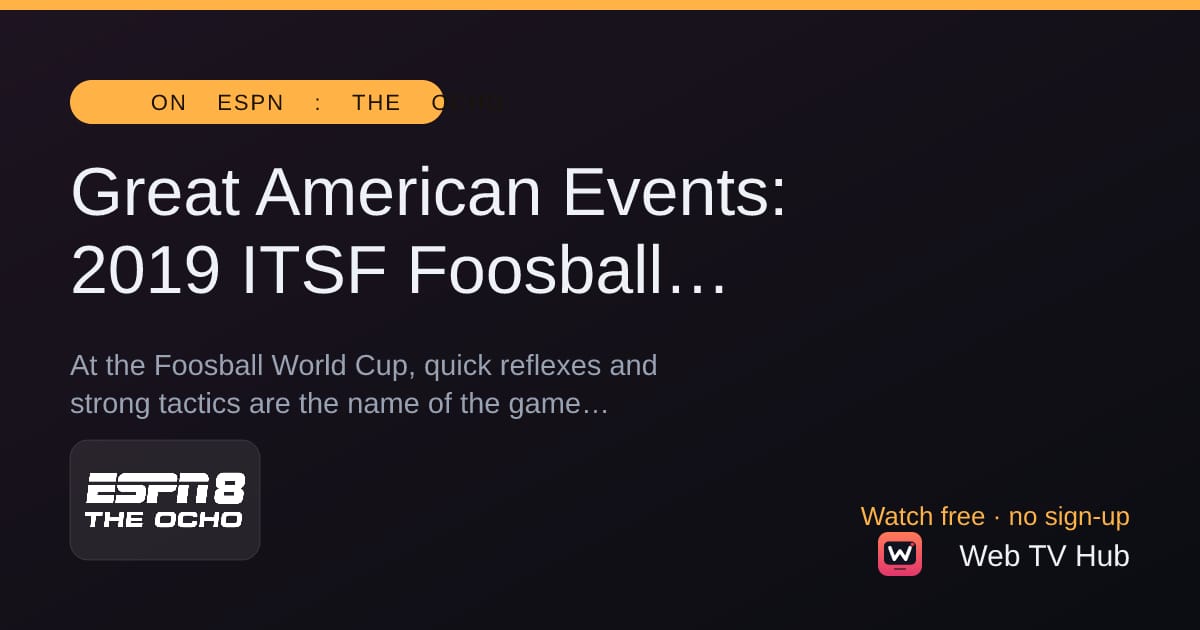 ON ESPN : THE OCHO
Great American Events:
2019 ITSF Foosball…
At the Foosball World Cup, quick reflexes and
strong tactics are the name of the game…
ESPN 8
THE OCHO
Watch free · no sign-up
W
Web TV Hub